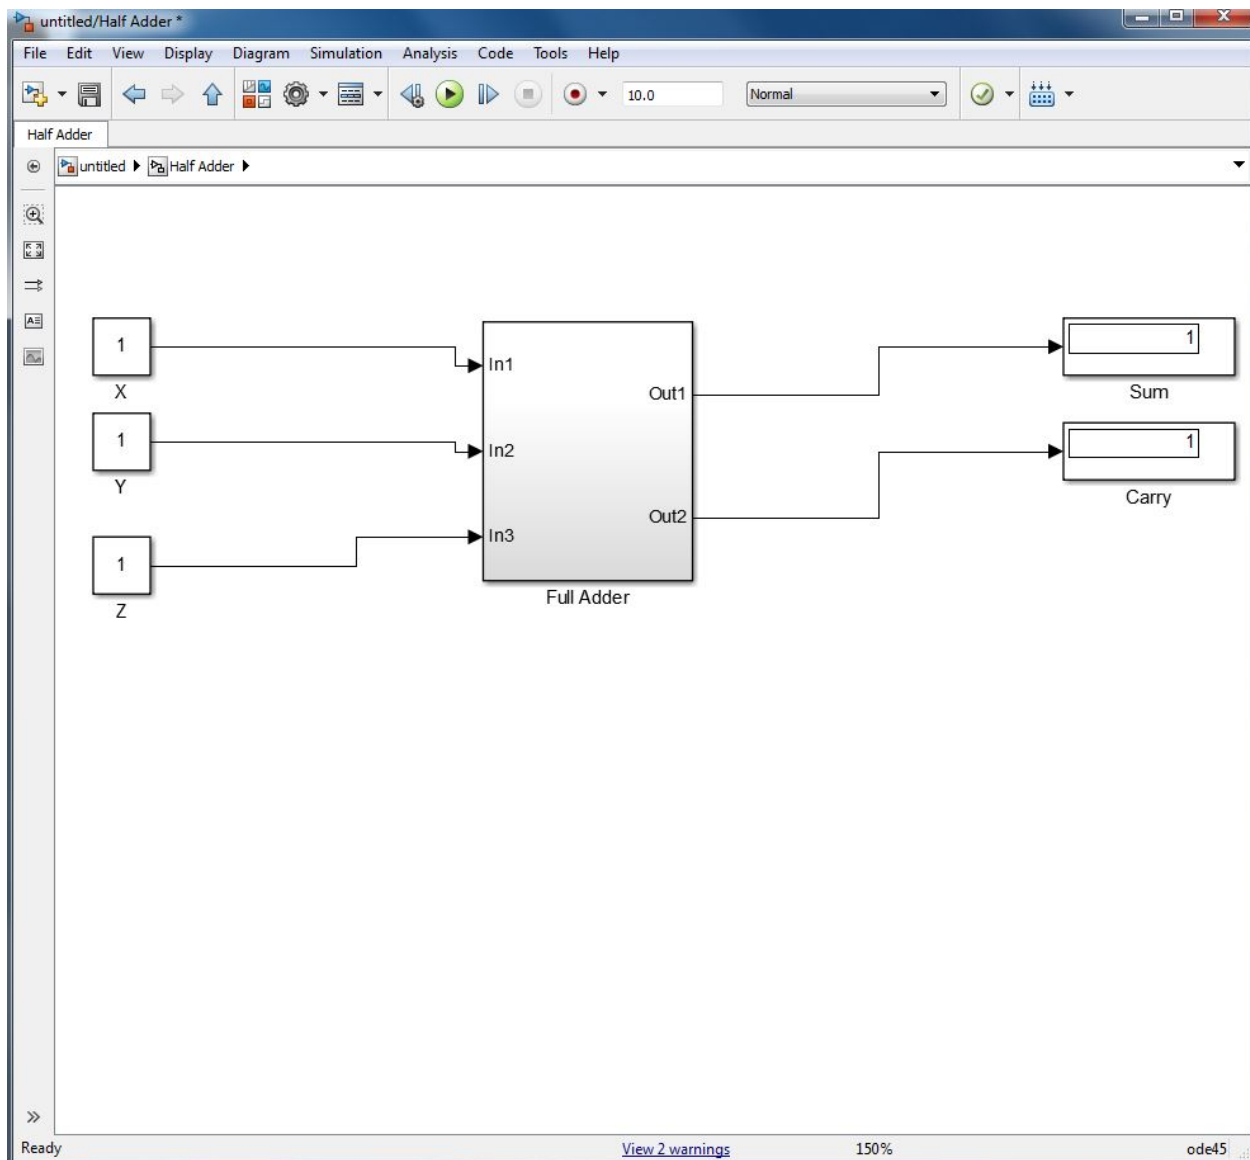 untitled/Half Adder *
File Edit View Display Diagram Simulation Analysis Code Tools Help
10.0 Normal
Half Adder
untitled Half Adder
1
X
1
Y
1
Z
In1
In2
In3
Out1
Out2
Full Adder
1
Sum
1
Carry
Ready View 2 warnings 150% ode45